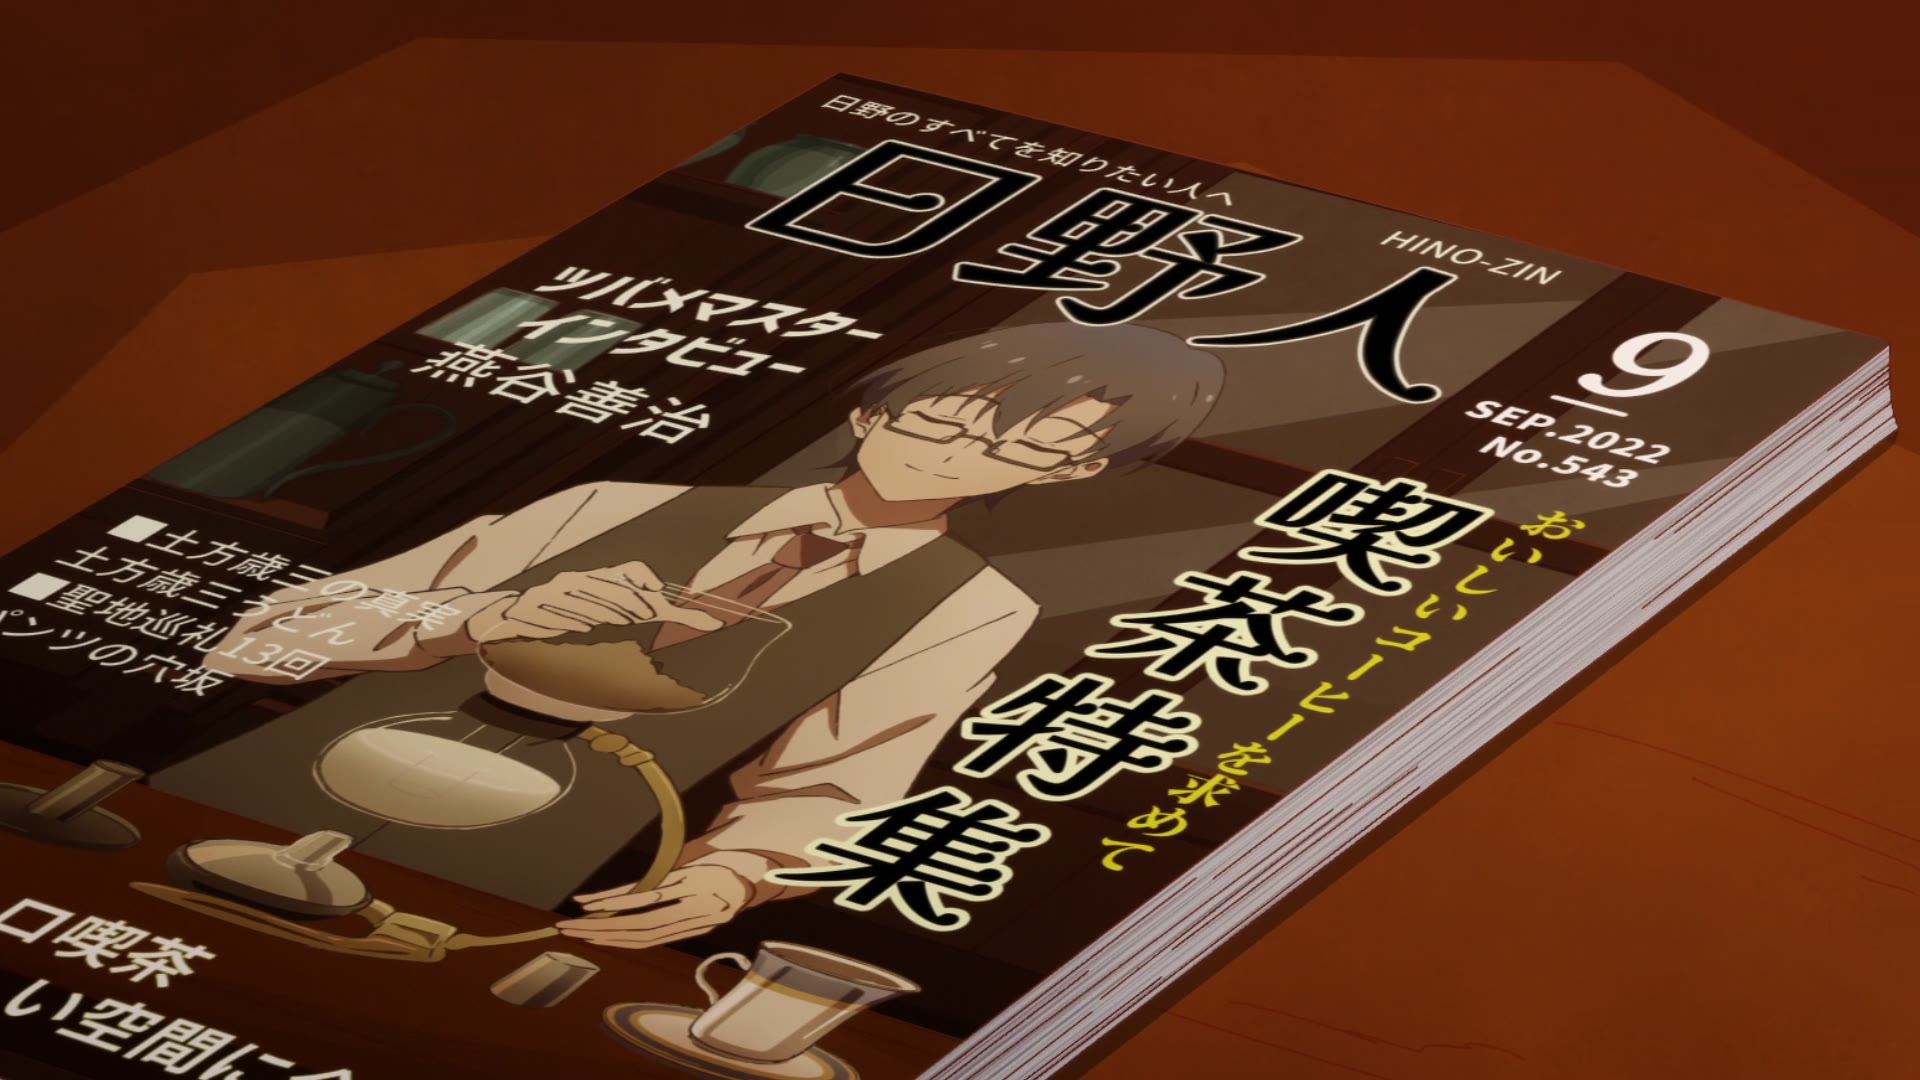 日野のすべてを知りたい人へ
日野人
HINO-ZIN
9
SEP.2022
No.543
ツバメマスター
インタビュー
燕谷善治
おいしいコーヒーを求めて
喫茶特集
■土方歳三の真実
土方歳三うどん
■聖地巡礼13回
パンツの穴坂
口喫茶
い空間に